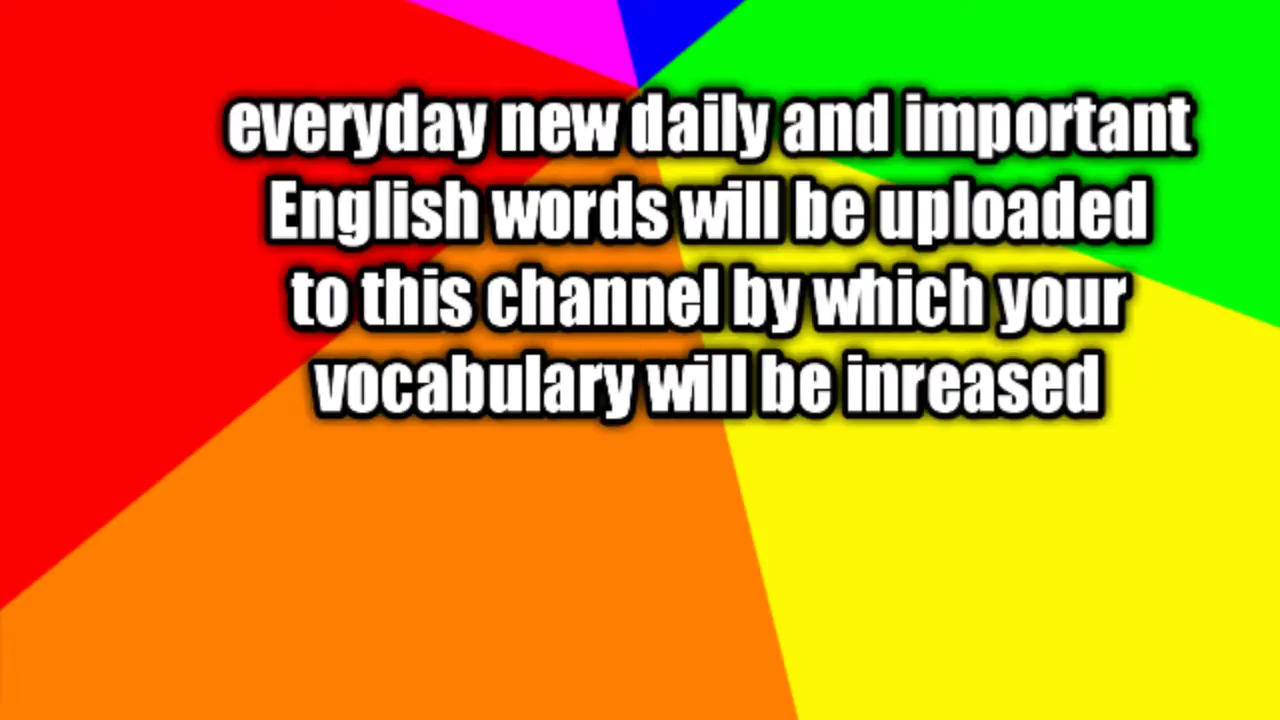 everyday new daily and important
English words will be uploaded
to this channel by which your
vocabulary will be inreased